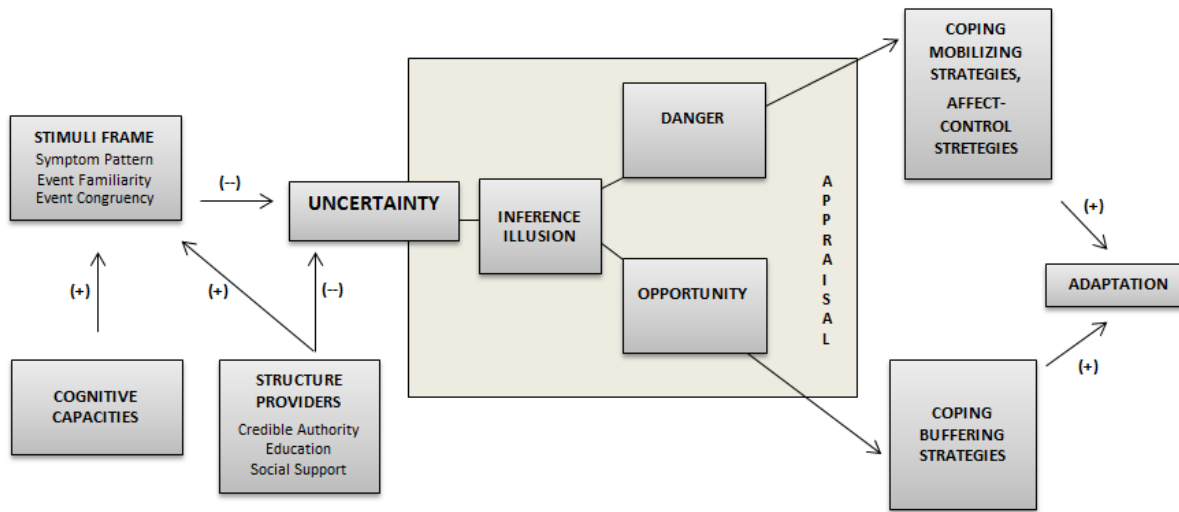 STIMULI FRAME
Symptom Pattern
Event Familiarity
Event Congruency
(--)
(+)
(+)
(--)
COGNITIVE
CAPACITIES
STRUCTURE
PROVIDERS
Credible Authority
Education
Social Support
UNCERTAINTY
INFERENCE
ILLUSION
DANGER
OPPORTUNITY
APPRAISAL
COPING
MOBILIZING
STRATEGIES,
AFFECT-
CONTROL
STRETEGIES
(+)
ADAPTATION
(+)
COPING
BUFFERING
STRATEGIES